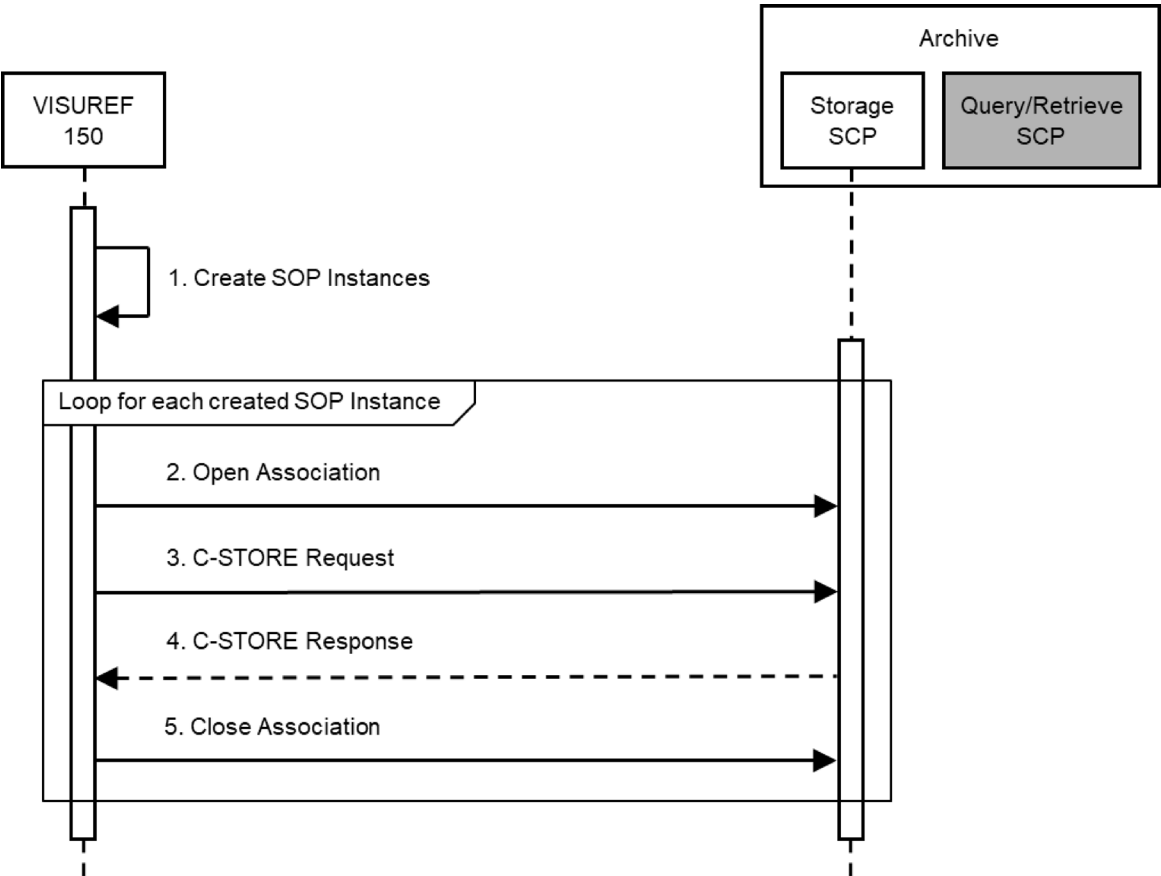 Archive
VISUREF
150
Storage
SCP
Query/Retrieve
SCP
1. Create SOP Instances
Loop for each created SOP Instance
2. Open Association
3. C-STORE Request
4. C-STORE Response
5. Close Association